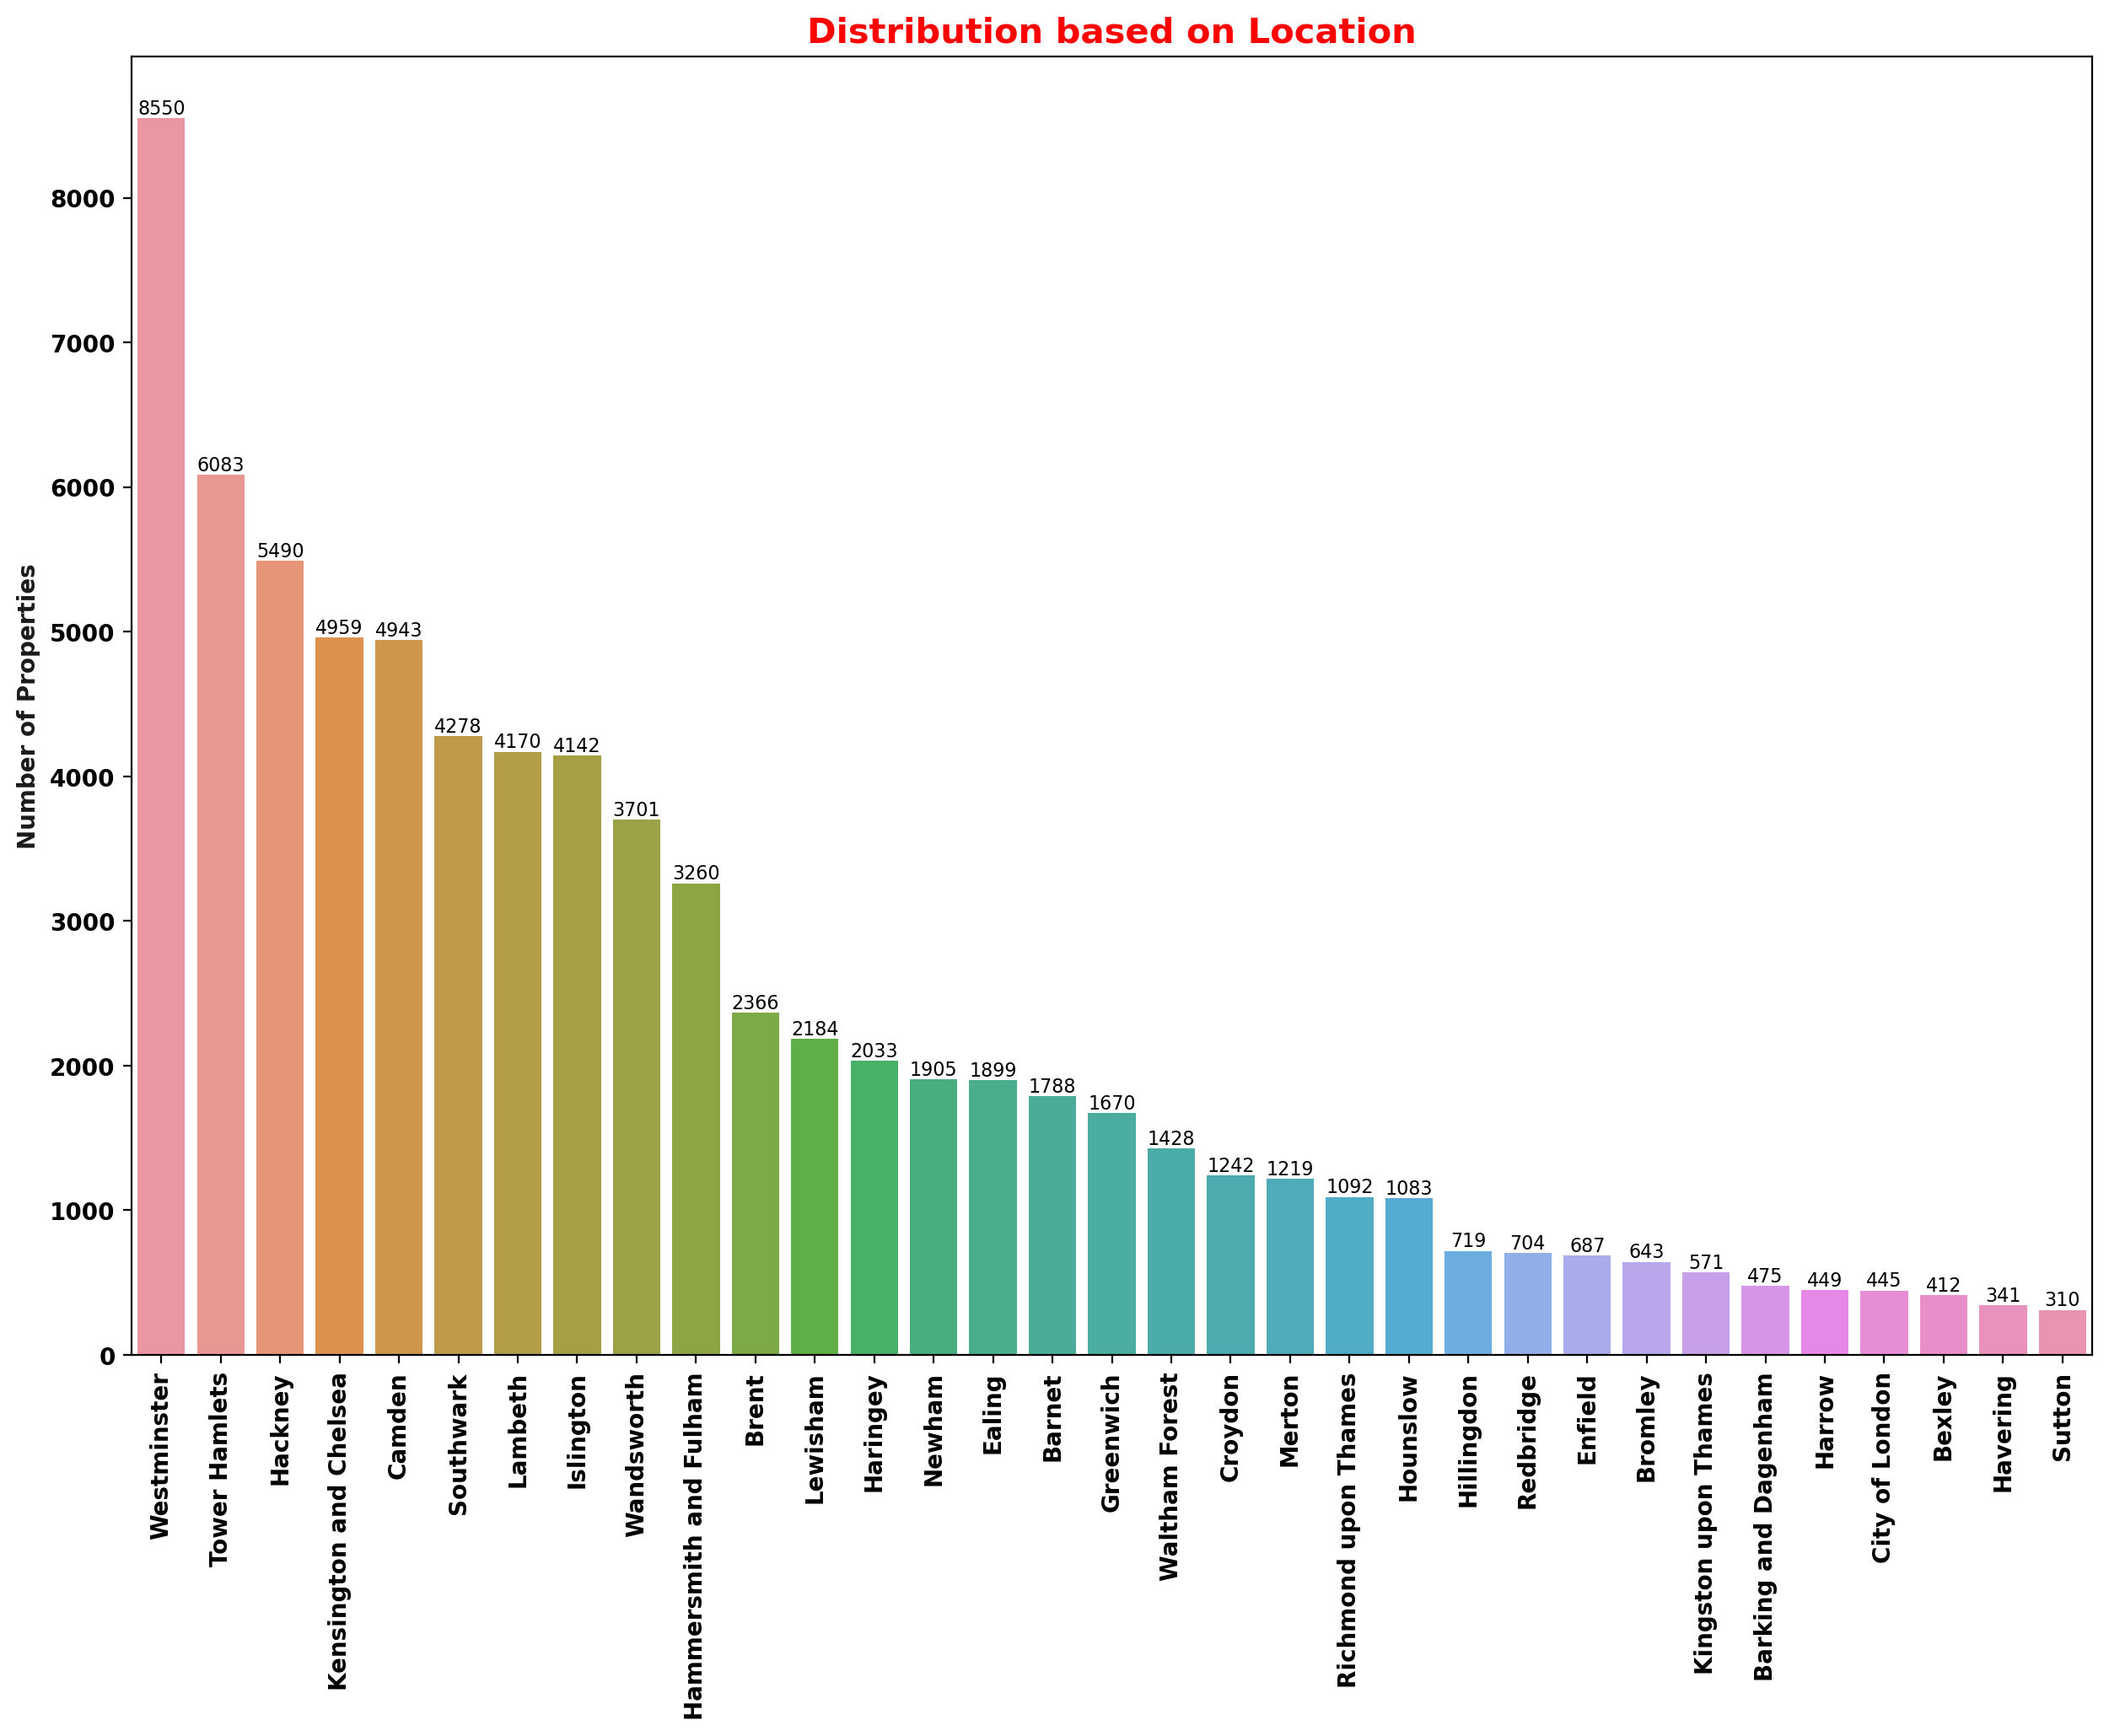 Distribution based on Location
Number of Properties
8000
7000
6000
5000
4000
3000
2000
1000
0
8550
6083
5490
4959
4943
4278
4170
4142
3701
3260
2366
2184
2033
1905
1899
1788
1670
1428
1242
1219
1092
1083
719
704
687
643
571
475
449
445
412
341
310
Westminster
Tower Hamlets
Hackney
Kensington and Chelsea
Camden
Southwark
Lambeth
Islington
Wandsworth
Hammersmith and Fulham
Brent
Lewisham
Haringey
Newham
Ealing
Barnet
Greenwich
Waltham Forest
Croydon
Merton
Richmond upon Thames
Hounslow
Hillingdon
Redbridge
Enfield
Bromley
Kingston upon Thames
Barking and Dagenham
Harrow
City of London
Bexley
Havering
Sutton